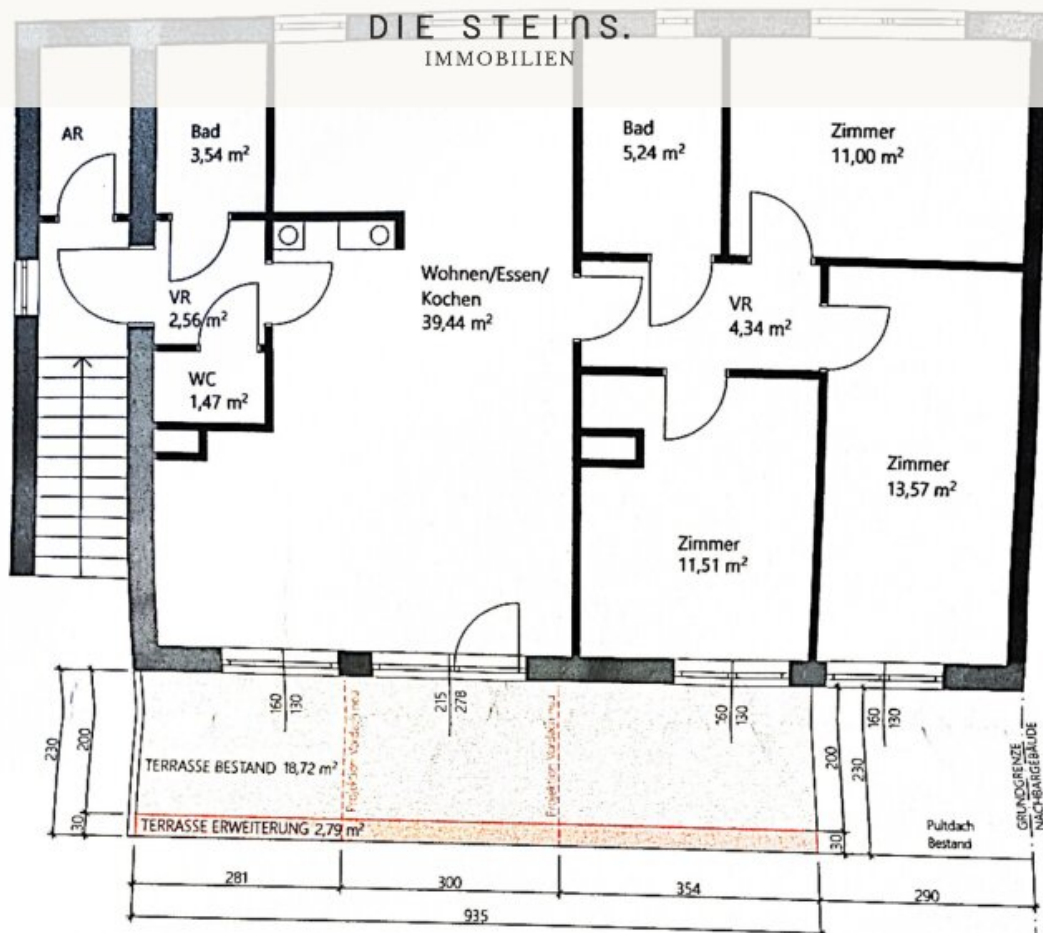 DIE STEINS.
IMMOBILIEN
AR
Bad
3,54 m²
Bad
5,24 m²
Zimmer
11,00 m²
Wohnen/Essen/
Kochen
39,44 m²
VR
2,56 m²
VR
4,34 m²
WC
1,47 m²
Zimmer
13,57 m²
Zimmer
11,51 m²
160
130
215
278
160
130
160
130
230
200
30
200
230
30
TERRASSE BESTAND 18,72 m²
TERRASSE ERWEITERUNG 2,79 m²
Pultdach
Bestand
GRUNDGRENZE
NACHBARGEBÄUDE
281
300
354
290
935